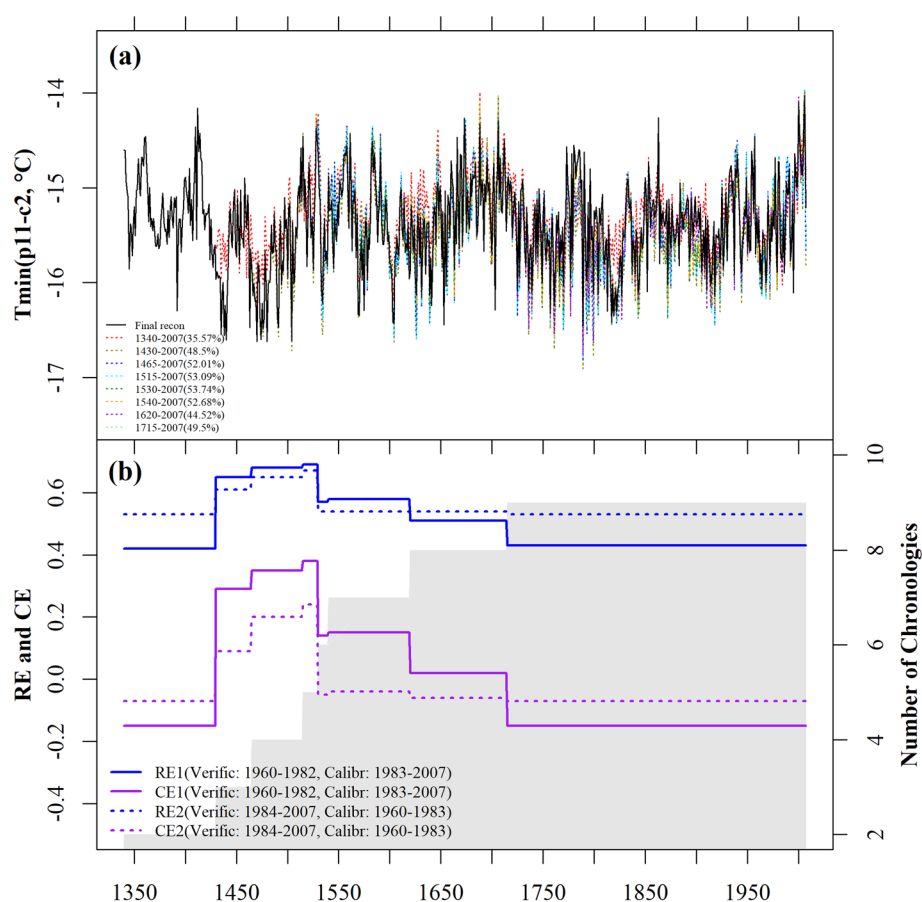 (a)
-14
-15
-16
-17
Tmin(p11-c2, °C)
Final recon
1340-2007(35.57%)
1430-2007(48.5%)
1465-2007(52.01%)
1515-2007(53.09%)
1530-2007(53.74%)
1540-2007(52.68%)
1620-2007(44.52%)
1715-2007(49.5%)
(b)
0.6
0.4
0.2
0.0
-0.2
-0.4
RE and CE
10
8
6
4
2
Number of Chronologies
RE1(Verific: 1960-1982, Calibr: 1983-2007)
CE1(Verific: 1960-1982, Calibr: 1983-2007)
RE2(Verific: 1984-2007, Calibr: 1960-1983)
CE2(Verific: 1984-2007, Calibr: 1960-1983)
1350 1450 1550 1650 1750 1850 1950